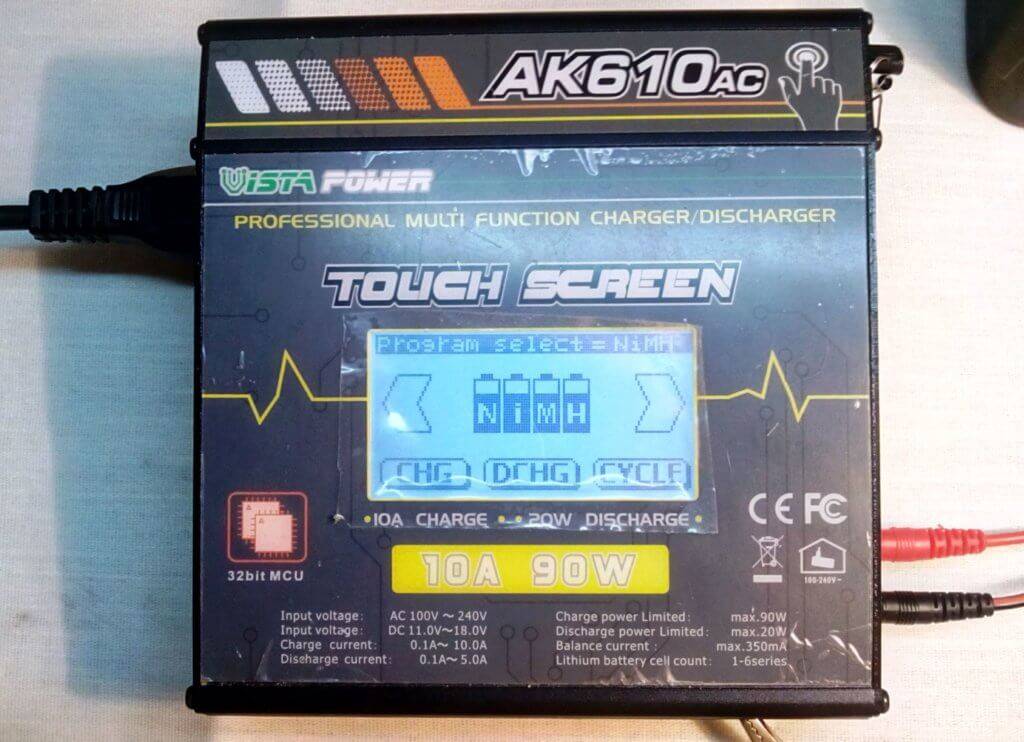 AK610AC
VISTA POWER
PROFESSIONAL MULTI FUNCTION CHARGER/DISCHARGER
TOUCH SCREEN
Program select=NiMH
NiMH
CHG DCHG CYCLE
•10A CHARGE • •20W DISCHARGE•
10A 90W
32bit MCU
CE FC
100-240V~
Input voltage: AC 100V～240V
Input voltage: DC 11.0V～18.0V
Charge current: 0.1A～10.0A
Discharge current: 0.1A～5.0A
Charge power Limited: max.90W
Discharge power Limited: max.20W
Balance current: max.350mA
Lithium battery cell count: 1-6series